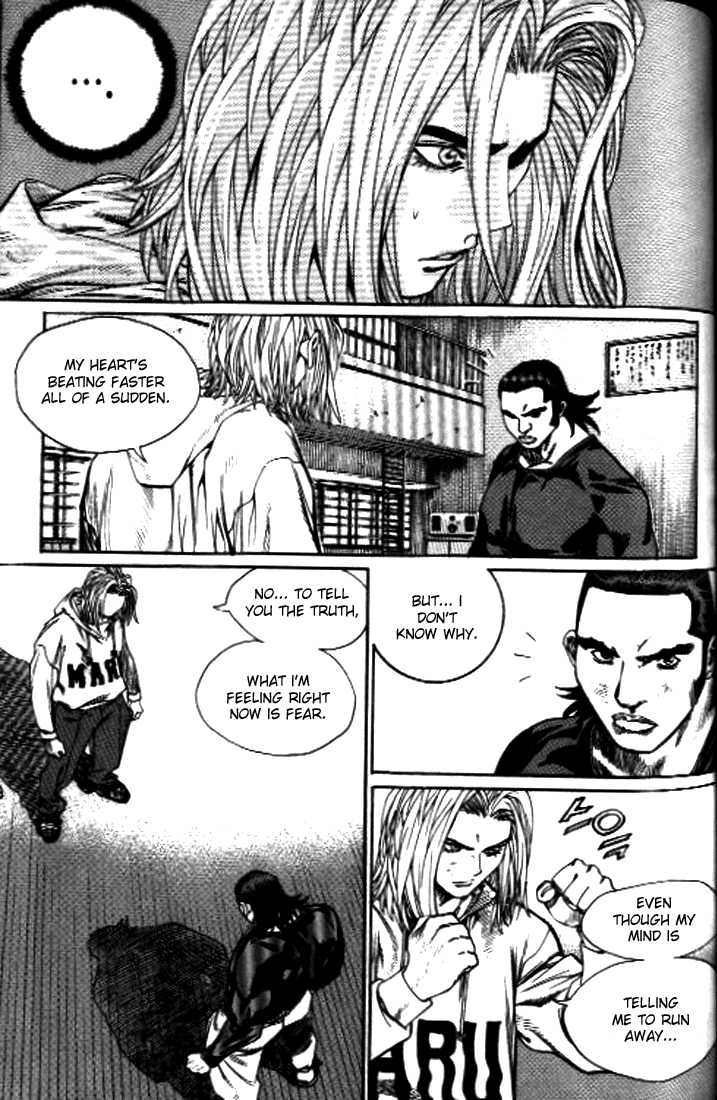 ....
MY HEART'S
BEATING FASTER
ALL OF A SUDDEN.
NO... TO TELL
YOU THE TRUTH,
WHAT I'M
FEELING RIGHT
NOW IS FEAR.
MARU
BUT... I
DON'T
KNOW WHY.
EVEN
THOUGH MY
MIND IS
TELLING
ME TO RUN
AWAY...
ARU